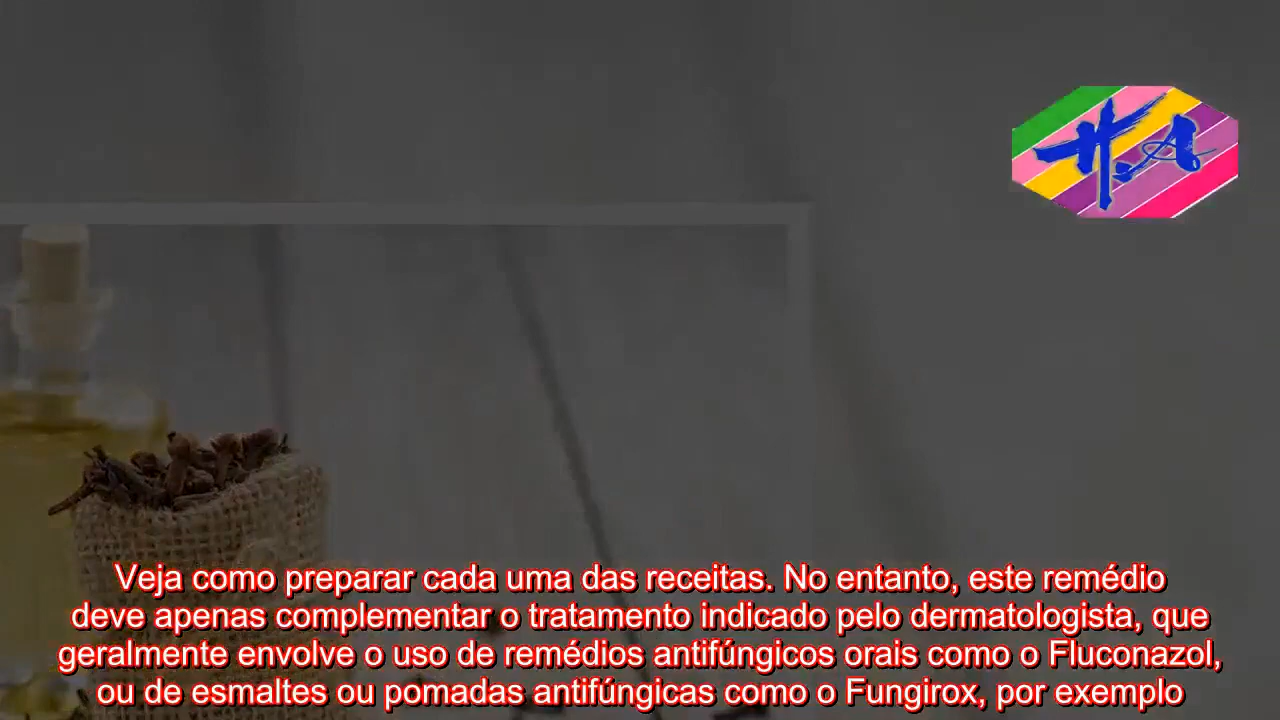 H.A
Veja como preparar cada uma das receitas. No entanto, este remédio
deve apenas complementar o tratamento indicado pelo dermatologista, que
geralmente envolve o uso de remédios antifúngicos orais como o Fluconazol,
ou de esmaltes ou pomadas antifúngicas como o Fungirox, por exemplo